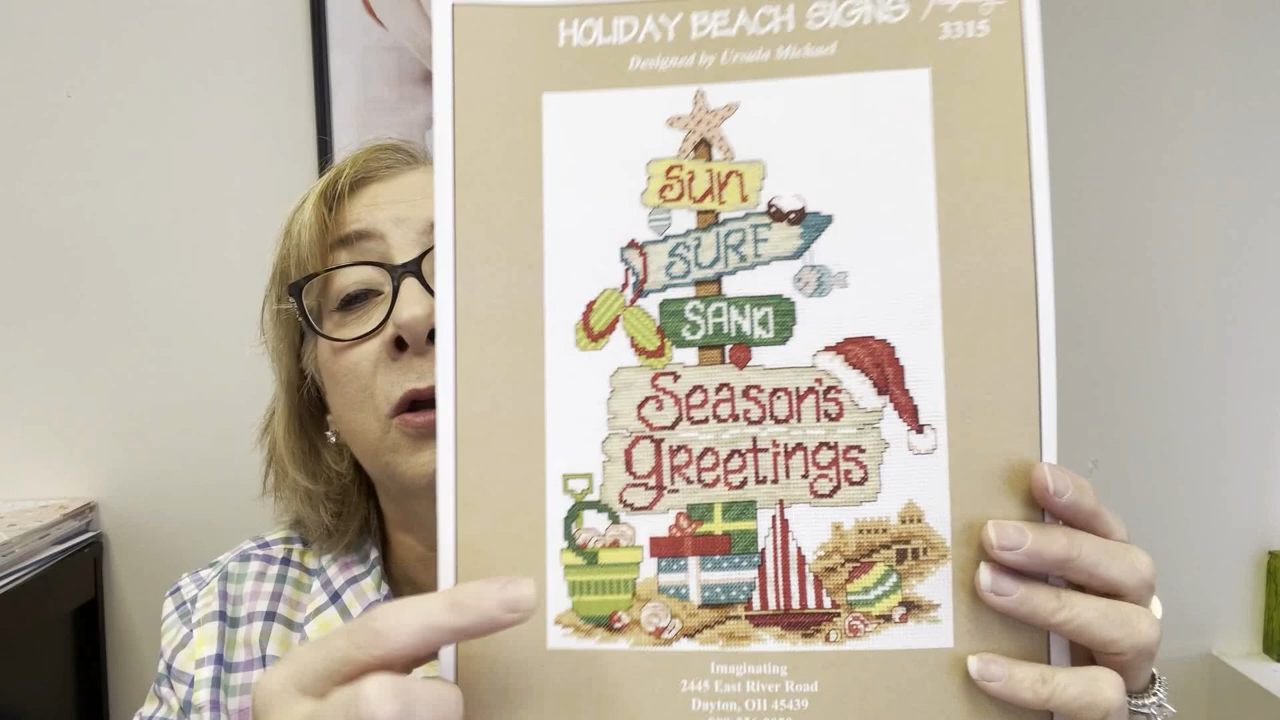 HOLIDAY BEACH SIGNS
3315
Designed by Ursula Michael
Sun
SURF
SAND
Season's
greetings
Imaginating
2445 East River Road
Dayton, OH 45439